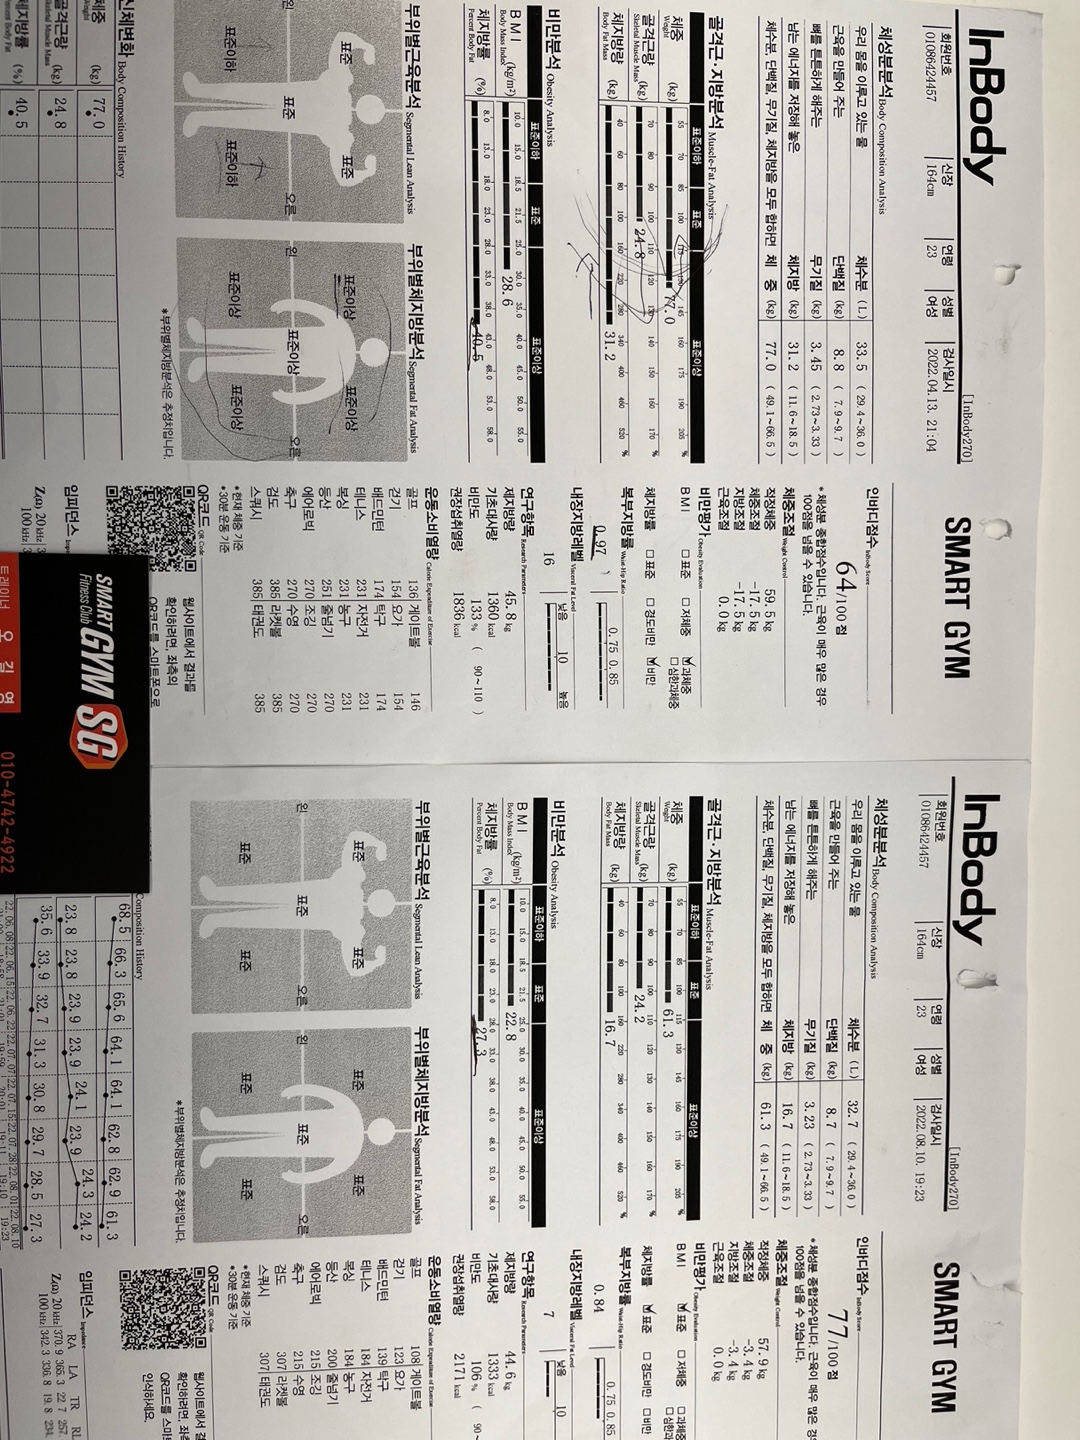 InBody
[InBody270]
회원번호 신장 연령 성별 검사일시
01086424457 164cm 23 여성 2022.04.13. 21:04
체성분분석 Body Composition Analysis
우리 몸을 이루고 있는 물 체수분 (L) 33.5 ( 29.4~36.0 )
근육을 만들어 주는 단백질 (kg) 8.8 ( 7.9~9.7 )
뼈를 튼튼하게 해주는 무기질 (kg) 3.45 ( 2.73~3.33 )
남는 에너지를 저장해 놓은 체지방 (kg) 31.2 ( 11.6~18.5 )
체수분, 단백질, 무기질, 체지방을 모두 합하면 체 중 (kg) 77.0 ( 49.1~66.5 )
골격근·지방분석 Muscle-Fat Analysis
표준이하 표준 표준이상
체중 (kg) 55 70 85 100 115 130 145 160 175 190 205 %
Weight 77.0
골격근량 (kg) 70 80 90 100 110 120 130 140 150 160 170 %
Skeletal Muscle Mass 24.8
체지방량 (kg) 40 60 80 100 160 220 280 340 400 460 520 %
Body Fat Mass 31.2
비만분석 Obesity Analysis
표준이하 표준 표준이상
BMI (kg/m²) 10.0 15.0 18.5 21.5 25.0 30.0 35.0 40.0 45.0 50.0 55.0
Body Mass Index 28.6
체지방률 (%) 8.0 13.0 18.0 23.0 28.0 33.0 38.0 43.0 48.0 53.0 58.0
Percent Body Fat 40.5
부위별근육분석 Segmental Lean Analysis
표준 표준
표준
왼 오른
표준이하 표준이하
부위별체지방분석 Segmental Fat Analysis
표준이상 표준이상
표준이상
왼 오른
표준이상 표준이상
*부위별체지방분석은 추정치입니다.
신체변화 Body Composition History
체중 (kg) 77.0
Weight
골격근량 (kg) 24.8
Skeletal Muscle Mass
체지방률 (%) 40.5
Percent Body Fat
SMART GYM
인바디점수 InBody Score
64/100 점
*체성분 종합점수입니다. 근육이 매우 많은 경우
100점을 넘을 수 있습니다.
체중조절 Weight Control
적정체중 59.5 kg
체중조절 -17.5 kg
지방조절 -17.5 kg
근육조절 0.0 kg
비만평가 Obesity Evaluation
BMI 표준 저체중 과체중
심한과체중
체지방률 표준 경도비만 비만
복부지방률 Waist-Hip Ratio
0.97 0.75 0.85
내장지방레벨 Visceral Fat Level
16 낮음 10 높음
연구항목 Research Parameters
제지방량 45.8 kg
기초대사량 1360 kcal
비만도 133 % ( 90~110 )
권장섭취열량 1836 kcal
운동소비열량 Calorie Expenditure of Exercise
골프 136 게이트볼 146
걷기 154 요가 154
배드민턴 174 탁구 174
테니스 231 자전거 231
복싱 231 농구 231
등산 251 줄넘기 270
에어로빅 270 조깅 270
축구 270 수영 270
검도 385 라켓볼 385
스쿼시 385 태권도 385
*현재 체중 기준
*30분 운동 기준
QR코드 QR Code
웹사이트에서 결과를
확인하려면, 좌측의
QR코드를 스마트폰으로
임피던스
Z(Ω) 20 kHz 3
100 kHz 3
InBody
[InBody270]
회원번호 신장 연령 성별 검사일시
01086424457 164cm 23 여성 2022.08.10. 19:23
체성분분석 Body Composition Analysis
우리 몸을 이루고 있는 물 체수분 (L) 32.7 ( 29.4~36.0 )
근육을 만들어 주는 단백질 (kg) 8.7 ( 7.9~9.7 )
뼈를 튼튼하게 해주는 무기질 (kg) 3.23 ( 2.73~3.33 )
남는 에너지를 저장해 놓은 체지방 (kg) 16.7 ( 11.6~18.5 )
체수분, 단백질, 무기질, 체지방을 모두 합하면 체 중 (kg) 61.3 ( 49.1~66.5 )
골격근·지방분석 Muscle-Fat Analysis
표준이하 표준 표준이상
체중 (kg) 55 70 85 100 115 130 145 160 175 190 205 %
Weight 61.3
골격근량 (kg) 70 80 90 100 110 120 130 140 150 160 170 %
Skeletal Muscle Mass 24.2
체지방량 (kg) 40 60 80 100 160 220 280 340 400 460 520 %
Body Fat Mass 16.7
비만분석 Obesity Analysis
표준이하 표준 표준이상
BMI (kg/m²) 10.0 15.0 18.5 21.5 25.0 30.0 35.0 40.0 45.0 50.0 55.0
Body Mass Index 22.8
체지방률 (%) 8.0 13.0 18.0 23.0 28.0 33.0 38.0 43.0 48.0 53.0 58.0
Percent Body Fat 27.3
부위별근육분석 Segmental Lean Analysis
표준 표준
표준
왼 오른
표준 표준
부위별체지방분석 Segmental Fat Analysis
표준 표준
표준
왼 오른
표준 표준
*부위별체지방분석은 추정치입니다.
Composition History
68.5 66.3 65.6 64.1 64.1 62.8 62.9 61.3
23.8 23.8 23.9 23.9 24.1 23.9 24.3 24.2
35.6 33.9 32.7 31.3 30.8 29.7 28.5 27.3
22.06.08 22.06.15 22.06.22 22.07.07 22.07.14 22.07.28 22.08.01 22.08.10
19:23
SMART GYM
인바디점수 InBody Score
77/100 점
*체성분 종합점수입니다. 근육이 매우 많은 경
100점을 넘을 수 있습니다.
체중조절 Weight Control
적정체중 57.9 kg
체중조절 -3.4 kg
지방조절 -3.4 kg
근육조절 0.0 kg
비만평가 Obesity Evaluation
BMI 표준 저체중 과체중
체지방률 표준 경도비만 비만
복부지방률 Waist-Hip Ratio
0.84 0.75 0.85
내장지방레벨 Visceral Fat Level
7 낮음 10
연구항목 Research Parameters
제지방량 44.6 kg
기초대사량 1333 kcal
비만도 106 % ( 90~
권장섭취열량 2171 kcal
운동소비열량 Calorie Expenditure of Exercise
골프 108 게이트볼
걷기 123 요가
배드민턴 139 탁구
테니스 184 자전거
복싱 184 농구
등산 200 줄넘기
에어로빅 215 조깅
축구 215 수영
검도 307 라켓볼
스쿼시 307 태권도
*현재 체중 기준
*30분 운동 기준
QR코드 QR Code
웹사이트에서 결
확인하려면,
QR코드를 스마트
인식하세요.
임피던스 Impedance
RA LA TR RL
Z(Ω) 20 kHz 370.9 365.3 22.7 257.
100 kHz 342.3 336.8 19.8 234.
SMART
Fitness Club GYM SG
트레이너 오 길 영
010-4742-4922